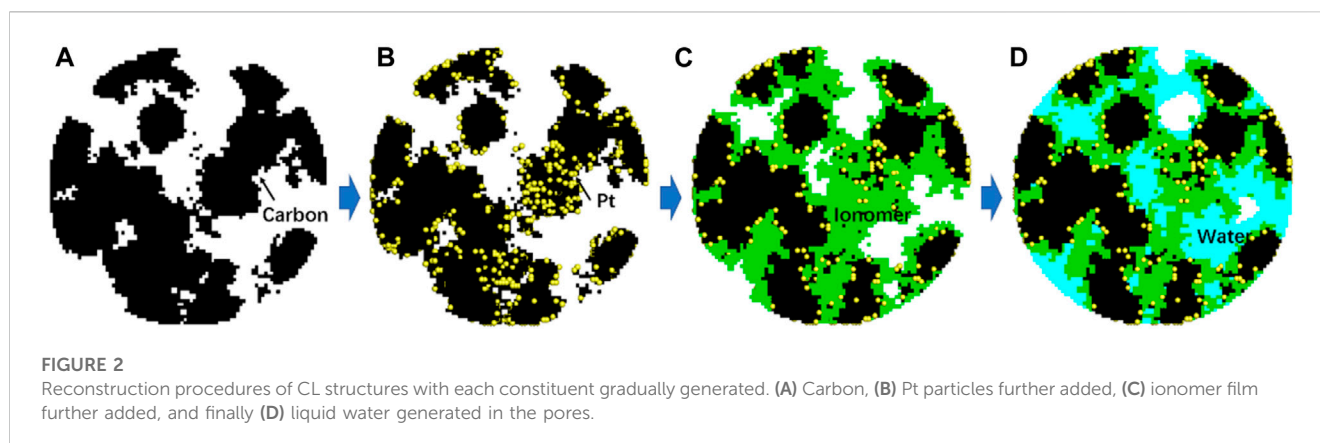 A
B
C
D
Carbon
Pt
Ionomer
Water
FIGURE 2
Reconstruction procedures of CL structures with each constituent gradually generated. (A) Carbon, (B) Pt particles further added, (C) ionomer film
further added, and finally (D) liquid water generated in the pores.